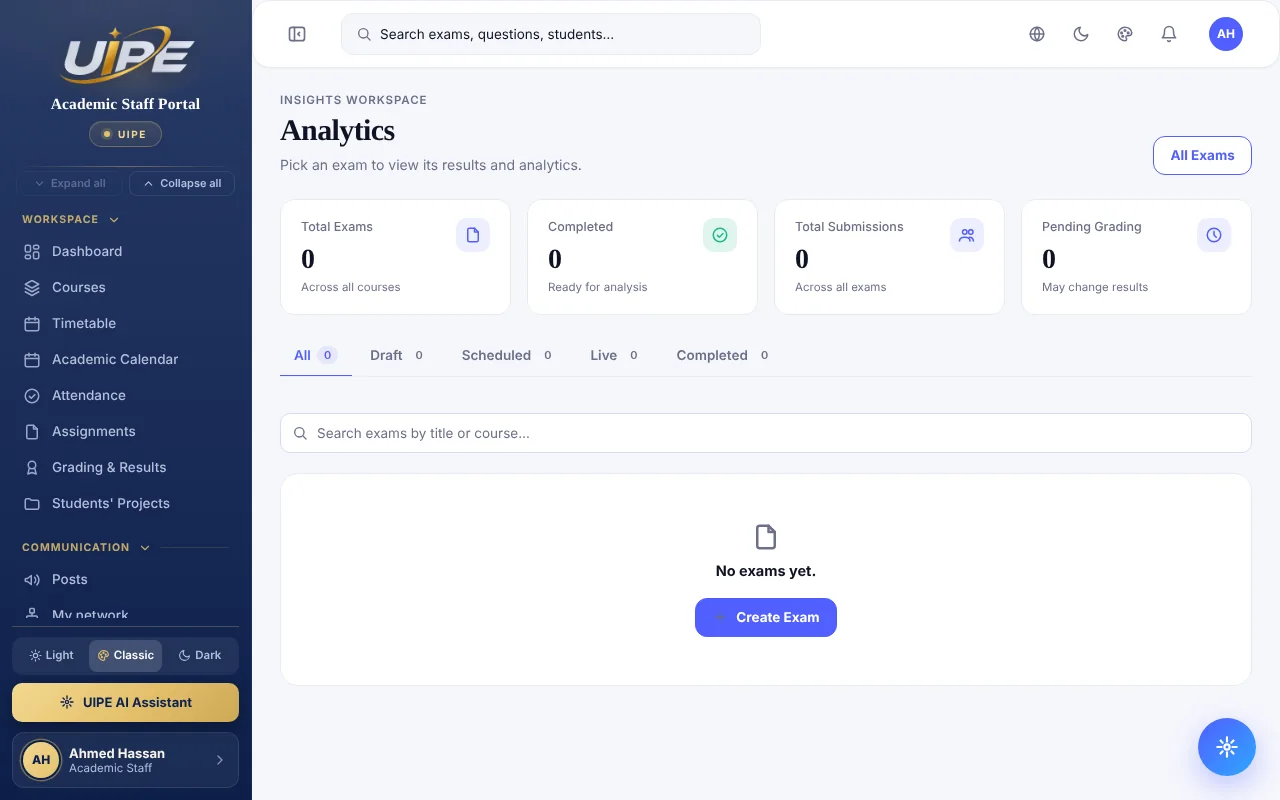 UIPE
Academic Staff Portal
UIPE
Expand all
Collapse all
WORKSPACE
Dashboard
Courses
Timetable
Academic Calendar
Attendance
Assignments
Grading & Results
Students' Projects
COMMUNICATION
Posts
My network
Light
Classic
Dark
UIPE AI Assistant
AH
Ahmed Hassan
Academic Staff
Search exams, questions, students...
AH
INSIGHTS WORKSPACE
Analytics
Pick an exam to view its results and analytics.
All Exams
Total Exams
0
Across all courses
Completed
0
Ready for analysis
Total Submissions
0
Across all exams
Pending Grading
0
May change results
All 0
Draft 0
Scheduled 0
Live 0
Completed 0
Search exams by title or course...
No exams yet.
Create Exam